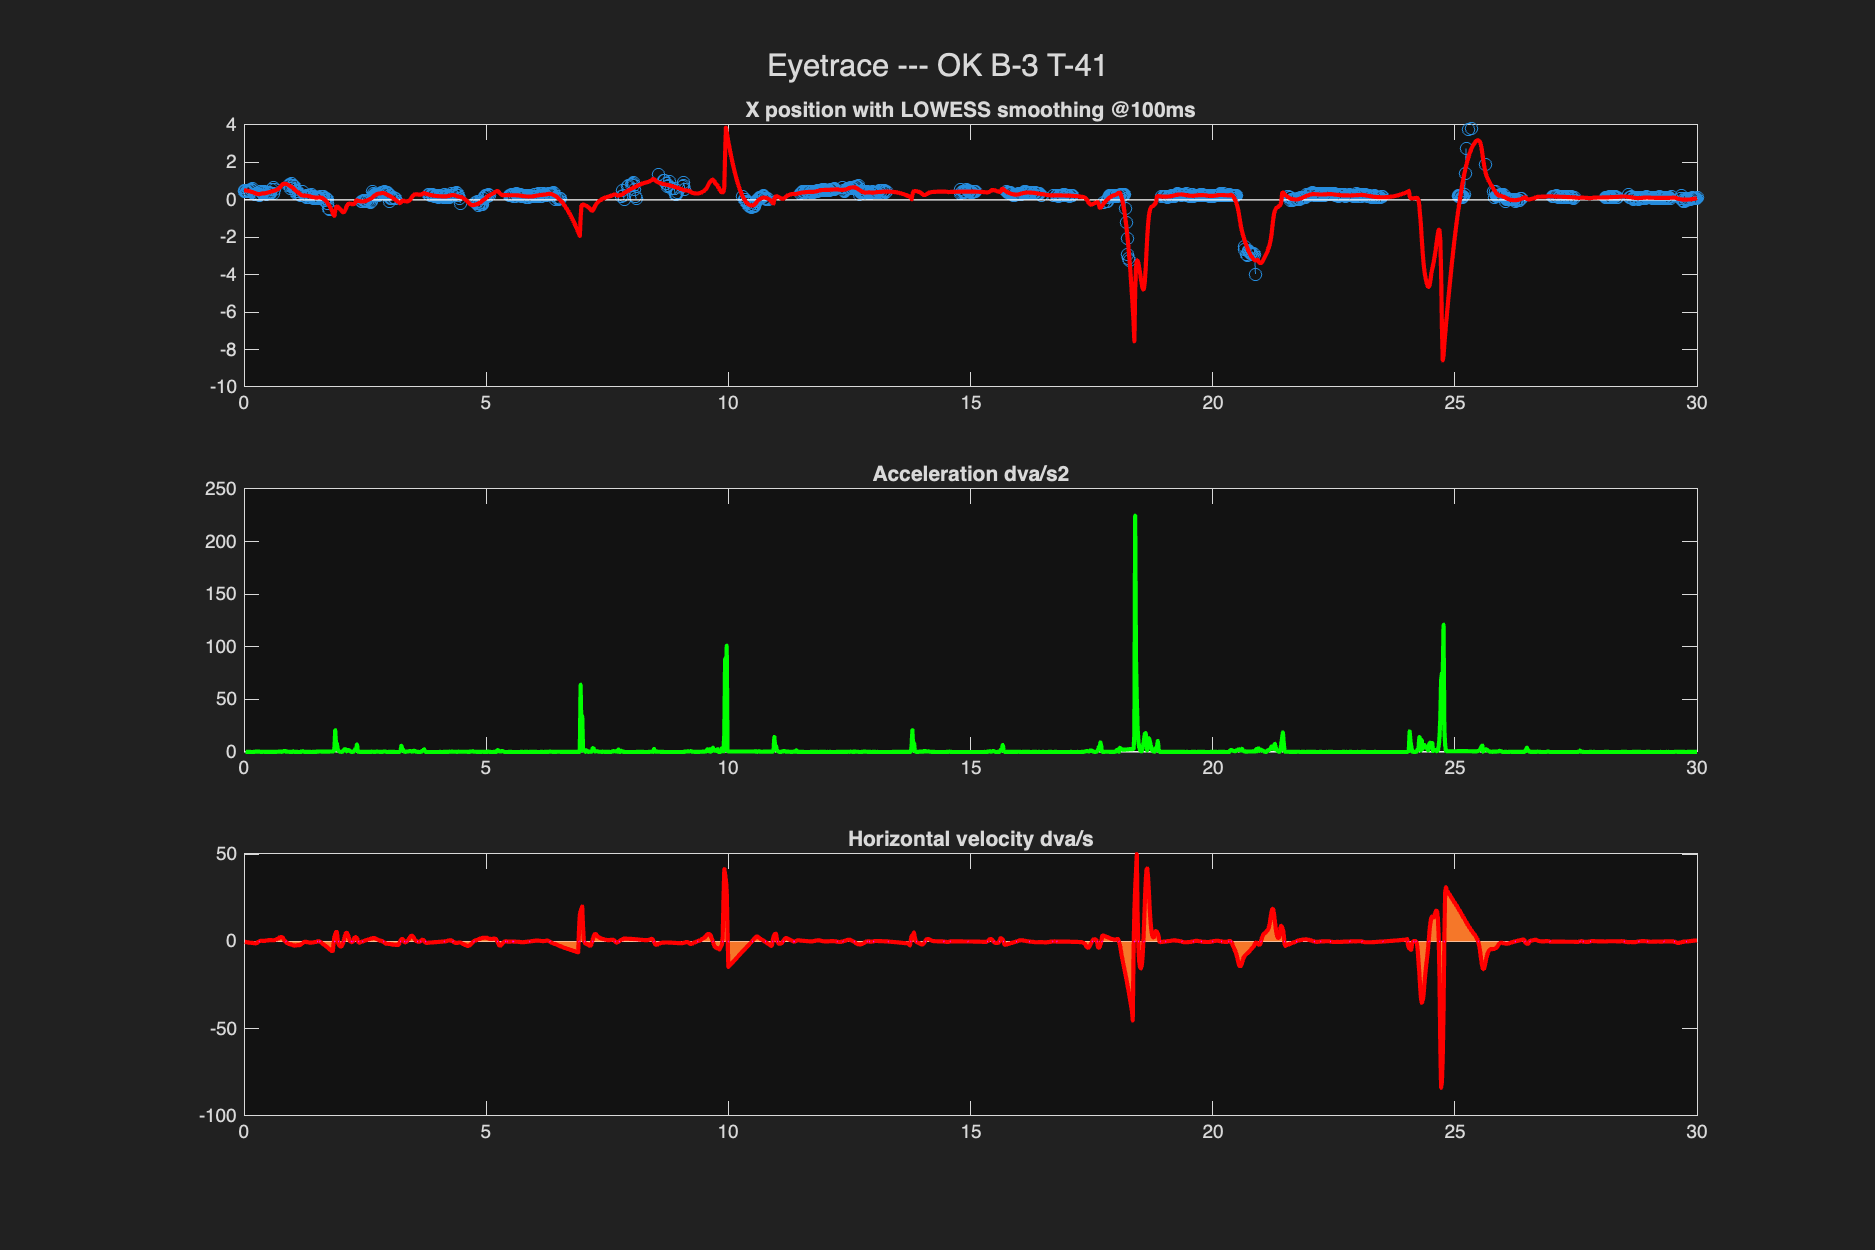 Eyetrace --- OK B-3 T-41
X position with LOWESS smoothing @100ms
4
2
0
-2
-4
-6
-8
-10
0 5 10 15 20 25 30
Acceleration dva/s2
250
200
150
100
50
0
0 5 10 15 20 25 30
Horizontal velocity dva/s
50
0
-50
-100
0 5 10 15 20 25 30